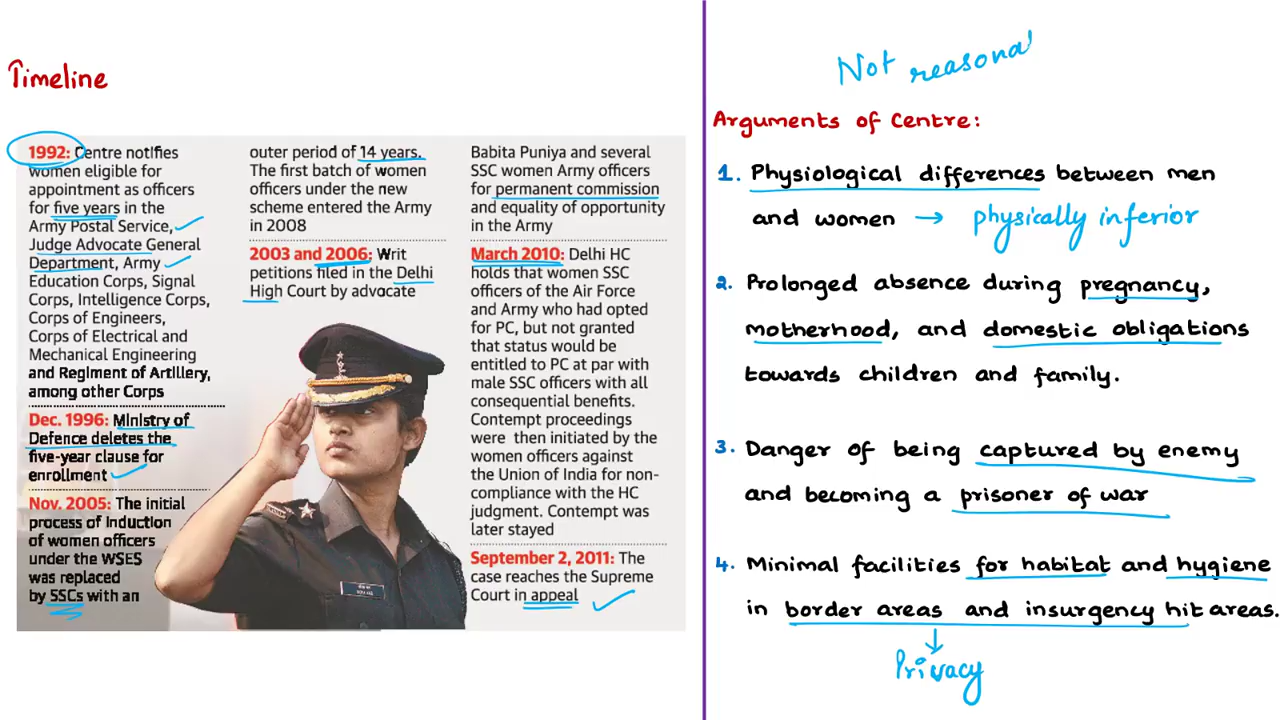 Timeline
1992: Centre notifies
women eligible for
appointment as officers
for five years in the
Army Postal Service,
Judge Advocate General
Department, Army
Education Corps, Signal
Corps, Intelligence Corps,
Corps of Engineers,
Corps of Electrical and
Mechanical Engineering
and Regiment of Artillery,
among other Corps
Dec. 1996: Ministry of
Defence deletes the
five-year clause for
enrollment
Nov. 2005: The initial
process of induction
of women officers
under the WSES
was replaced
by SSCs with an
outer period of 14 years.
The first batch of women
officers under the new
scheme entered the Army
in 2008
2003 and 2006: Writ
petitions filed in the Delhi
High Court by advocate
Babita Puniya and several
SSC women Army officers
for permanent commission
and equality of opportunity
in the Army
March 2010: Delhi HC
holds that women SSC
officers of the Air Force
and Army who had opted
for PC, but not granted
that status would be
entitled to PC at par with
male SSC officers with all
consequential benefits.
Contempt proceedings
were then initiated by the
women officers against
the Union of India for non-
compliance with the HC
judgment. Contempt was
later stayed
September 2, 2011: The
case reaches the Supreme
Court in appeal
Not reasona
Arguments of Centre:
1. Physiological differences between men
and women → physically inferior
2. Prolonged absence during pregnancy,
motherhood, and domestic obligations
towards children and family.
3. Danger of being captured by enemy
and becoming a prisoner of war
4. Minimal facilities for habitat and hygiene
in border areas and insurgency hit areas.
Privacy